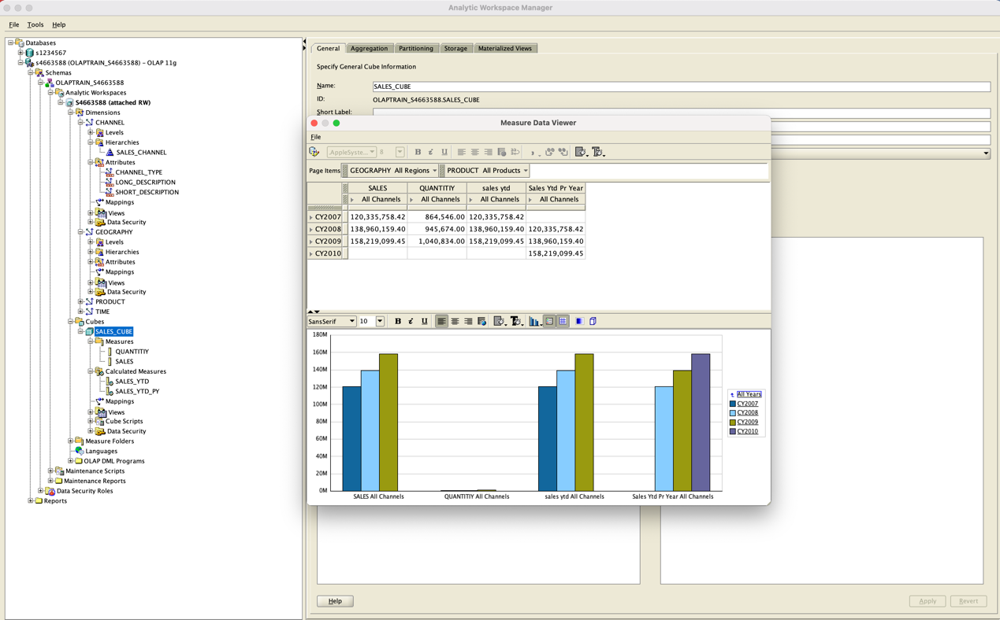 Analytic Workspace Manager
File Tools Help
Databases
s1234567
s4663588 (OLAPTRAIN_S4663588) - OLAP 11g
Schemas
OLAPTRAIN_S4663588
Analytic Workspaces
S4663588 (attached RW)
Dimensions
CHANNEL
Levels
Hierarchies
SALES_CHANNEL
Attributes
CHANNEL_TYPE
LONG_DESCRIPTION
SHORT_DESCRIPTION
Mappings
Views
Data Security
GEOGRAPHY
Levels
Hierarchies
Attributes
Mappings
Views
Data Security
PRODUCT
TIME
Cubes
SALES_CUBE
Measures
QUANTITIY
SALES
Calculated Measures
SALES_YTD
SALES_YTD_PY
Mappings
Views
Cube Scripts
Data Security
Measure Folders
Languages
OLAP DML Programs
Maintenance Scripts
Maintenance Reports
Data Security Roles
Reports
General Aggregation Partitioning Storage Materialized Views
Specify General Cube Information
Name: SALES_CUBE
ID: OLAPTRAIN_S4663588.SALES_CUBE
Short Label:
Measure Data Viewer
File
.AppleSyste... 8 B i U
Page Items GEOGRAPHY All Regions PRODUCT All Products
SALES QUANTITIY sales ytd Sales Ytd Pr Year
All Channels All Channels All Channels All Channels
CY2007 120,335,758.42 864,546.00 120,335,758.42
CY2008 138,960,159.40 945,674.00 138,960,159.40 120,335,758.42
CY2009 158,219,099.45 1,040,834.00 158,219,099.45 138,960,159.40
CY2010 158,219,099.45
SansSerif 10 B i U
180M
160M
140M
120M
100M
80M
60M
40M
20M
0M
SALES All Channels QUANTITIY All Channels sales ytd All Channels Sales Ytd Pr Year All Channels
All Years
CY2007
CY2008
CY2009
CY2010
Help Apply Revert